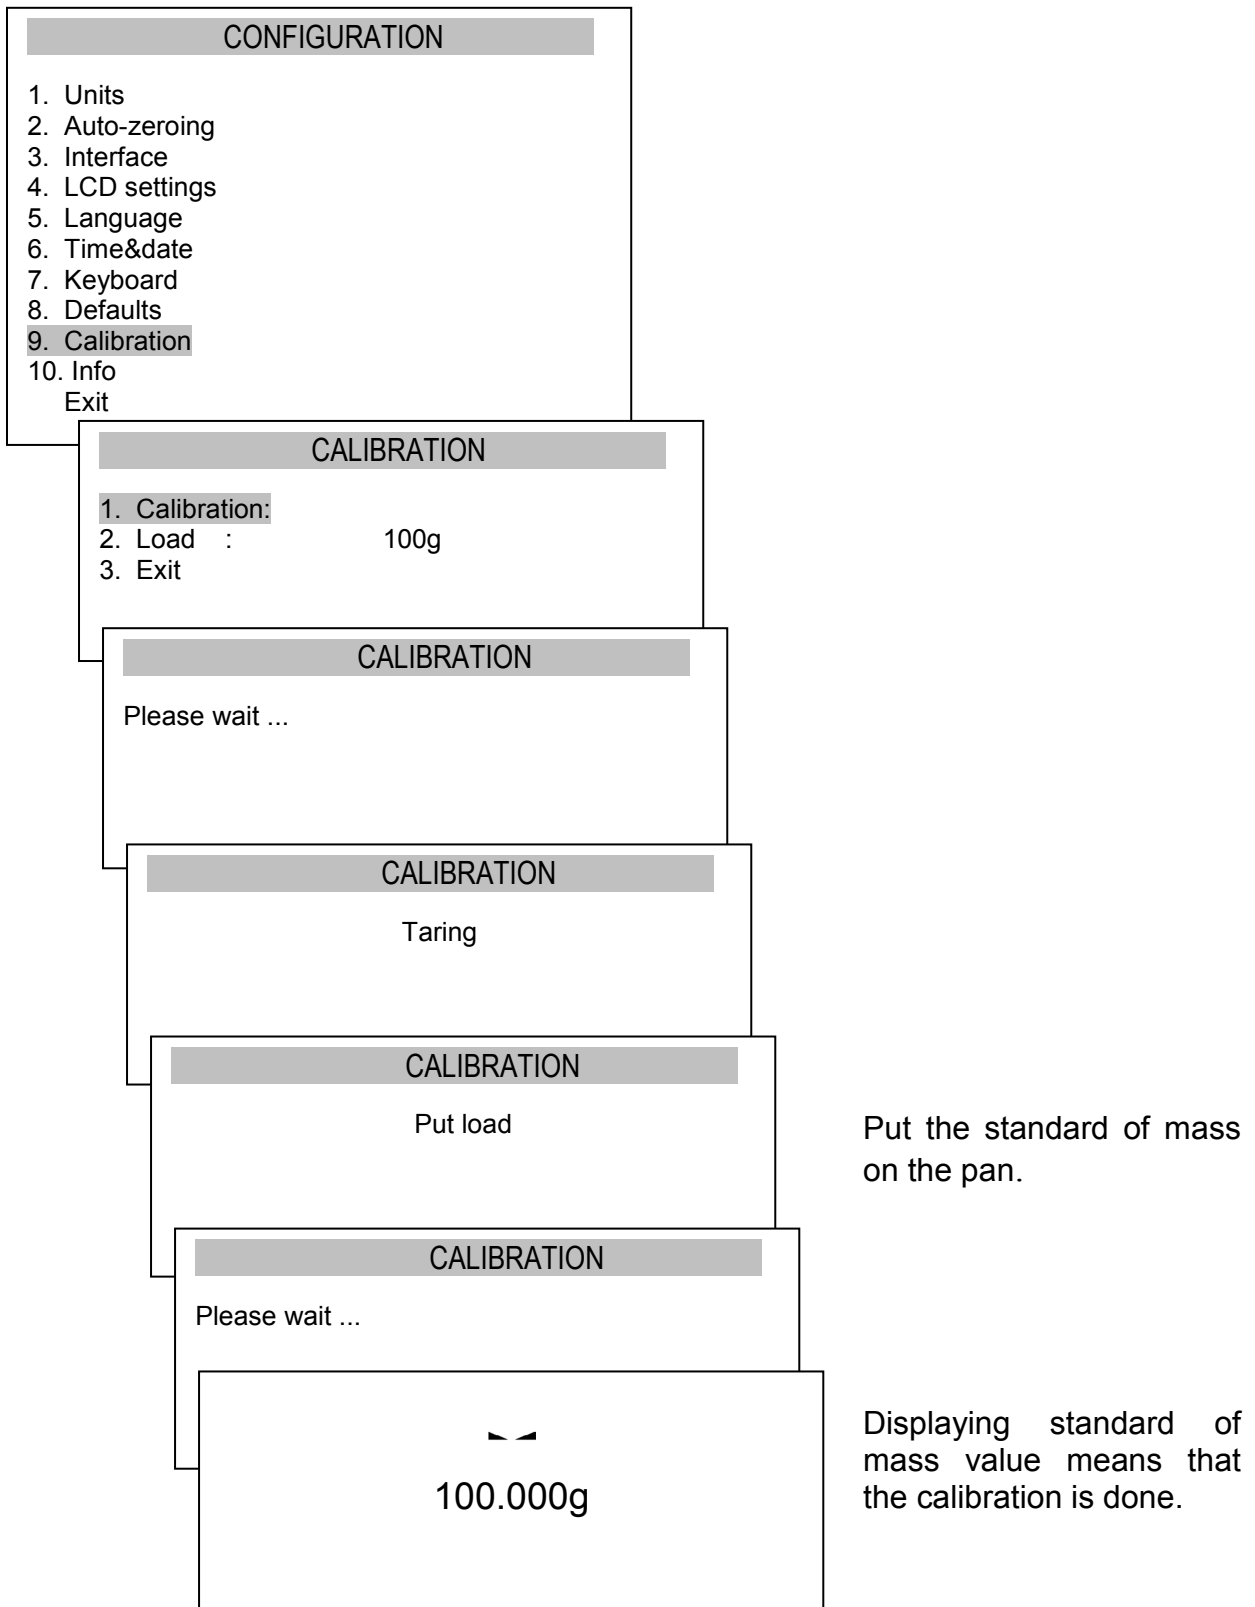 CONFIGURATION
1. Units
2. Auto-zeroing
3. Interface
4. LCD settings
5. Language
6. Time&date
7. Keyboard
8. Defaults
9. Calibration
10. Info
Exit
CALIBRATION
1. Calibration:
2. Load : 100g
3. Exit
CALIBRATION
Please wait ...
CALIBRATION
Taring
CALIBRATION
Put load
Put the standard of mass
on the pan.
CALIBRATION
Please wait ...
100.000g
Displaying standard of
mass value means that
the calibration is done.